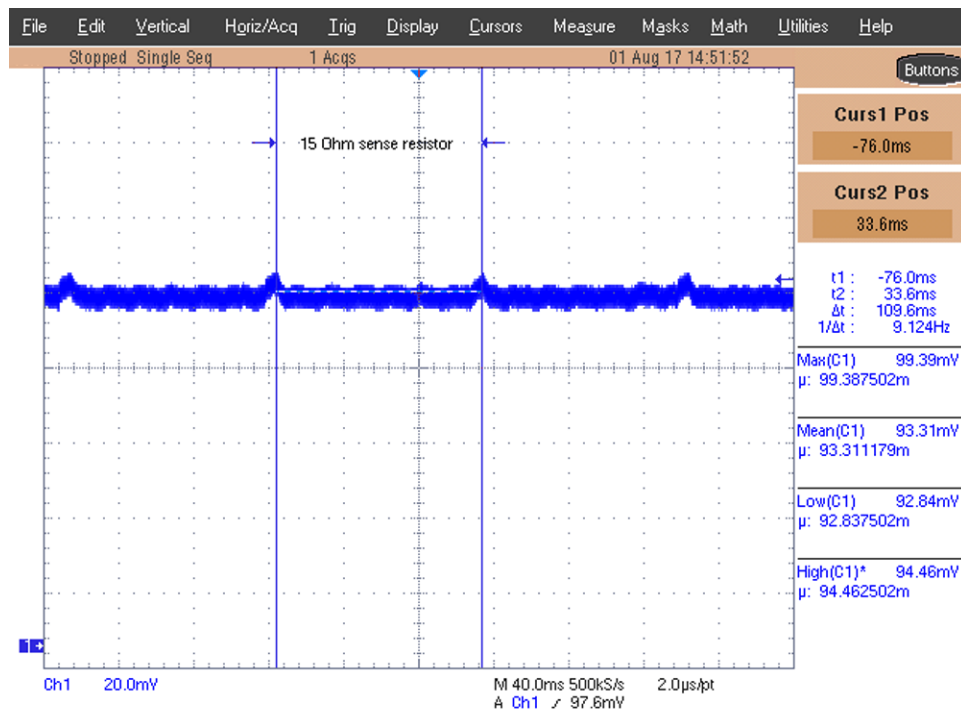 File Edit Vertical Horiz/Acq Trig Display Cursors Measure Masks Math Utilities Help
Stopped Single Seq 1 Acqs 01 Aug 17 14:51:52
Buttons
Curs1 Pos
-76.0ms
Curs2 Pos
33.6ms
15 Ohm sense resistor
t1 : -76.0ms
t2 : 33.6ms
Δt : 109.6ms
1/Δt : 9.124Hz
Max(C1) 99.39mV
µ: 99.387502m
Mean(C1) 93.31mV
µ: 93.311179m
Low(C1) 92.84mV
µ: 92.837502m
High(C1)* 94.46mV
µ: 94.462502m
1
Ch1 20.0mV M 40.0ms 500kS/s 2.0µs/pt
A Ch1 ∕ 97.6mV